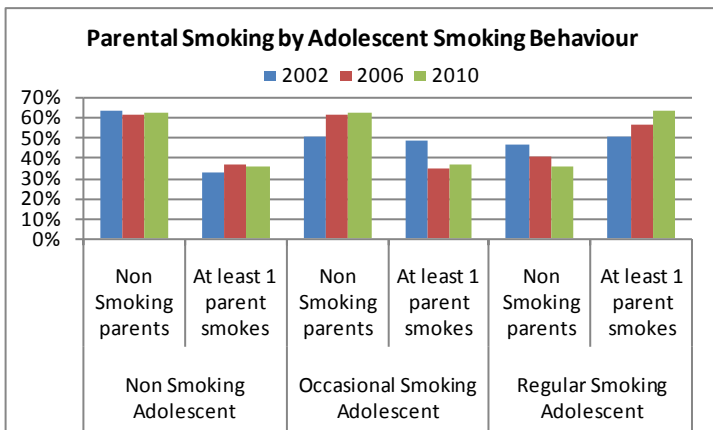 Parental Smoking by Adolescent Smoking Behaviour
2002 2006 2010
70%
60%
50%
40%
30%
20%
10%
0%
Non
Smoking
parents
At least 1
parent
smokes
Non
Smoking
parents
At least 1
parent
smokes
Non
Smoking
parents
At least 1
parent
smokes
Non Smoking
Adolescent
Occasional Smoking
Adolescent
Regular Smoking
Adolescent